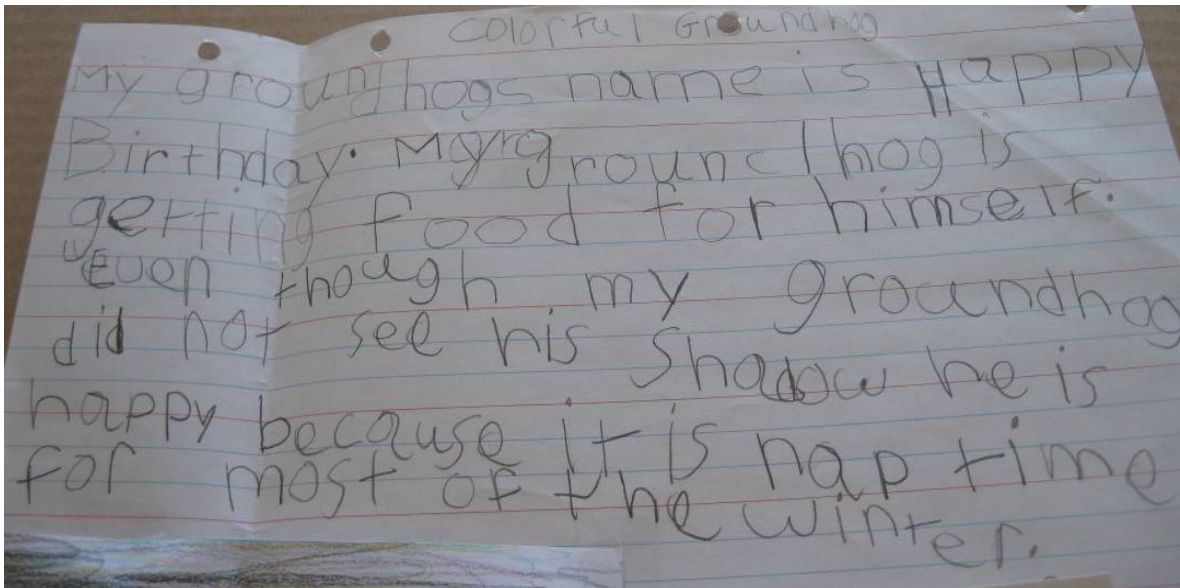 Colorful Groundhog
My groundhogs name is Happy
Birthday. My groundhog is
getting food for himself.
Even though my groundhog
did not see his shadow he is
happy because it is nap time
for most of the winter.